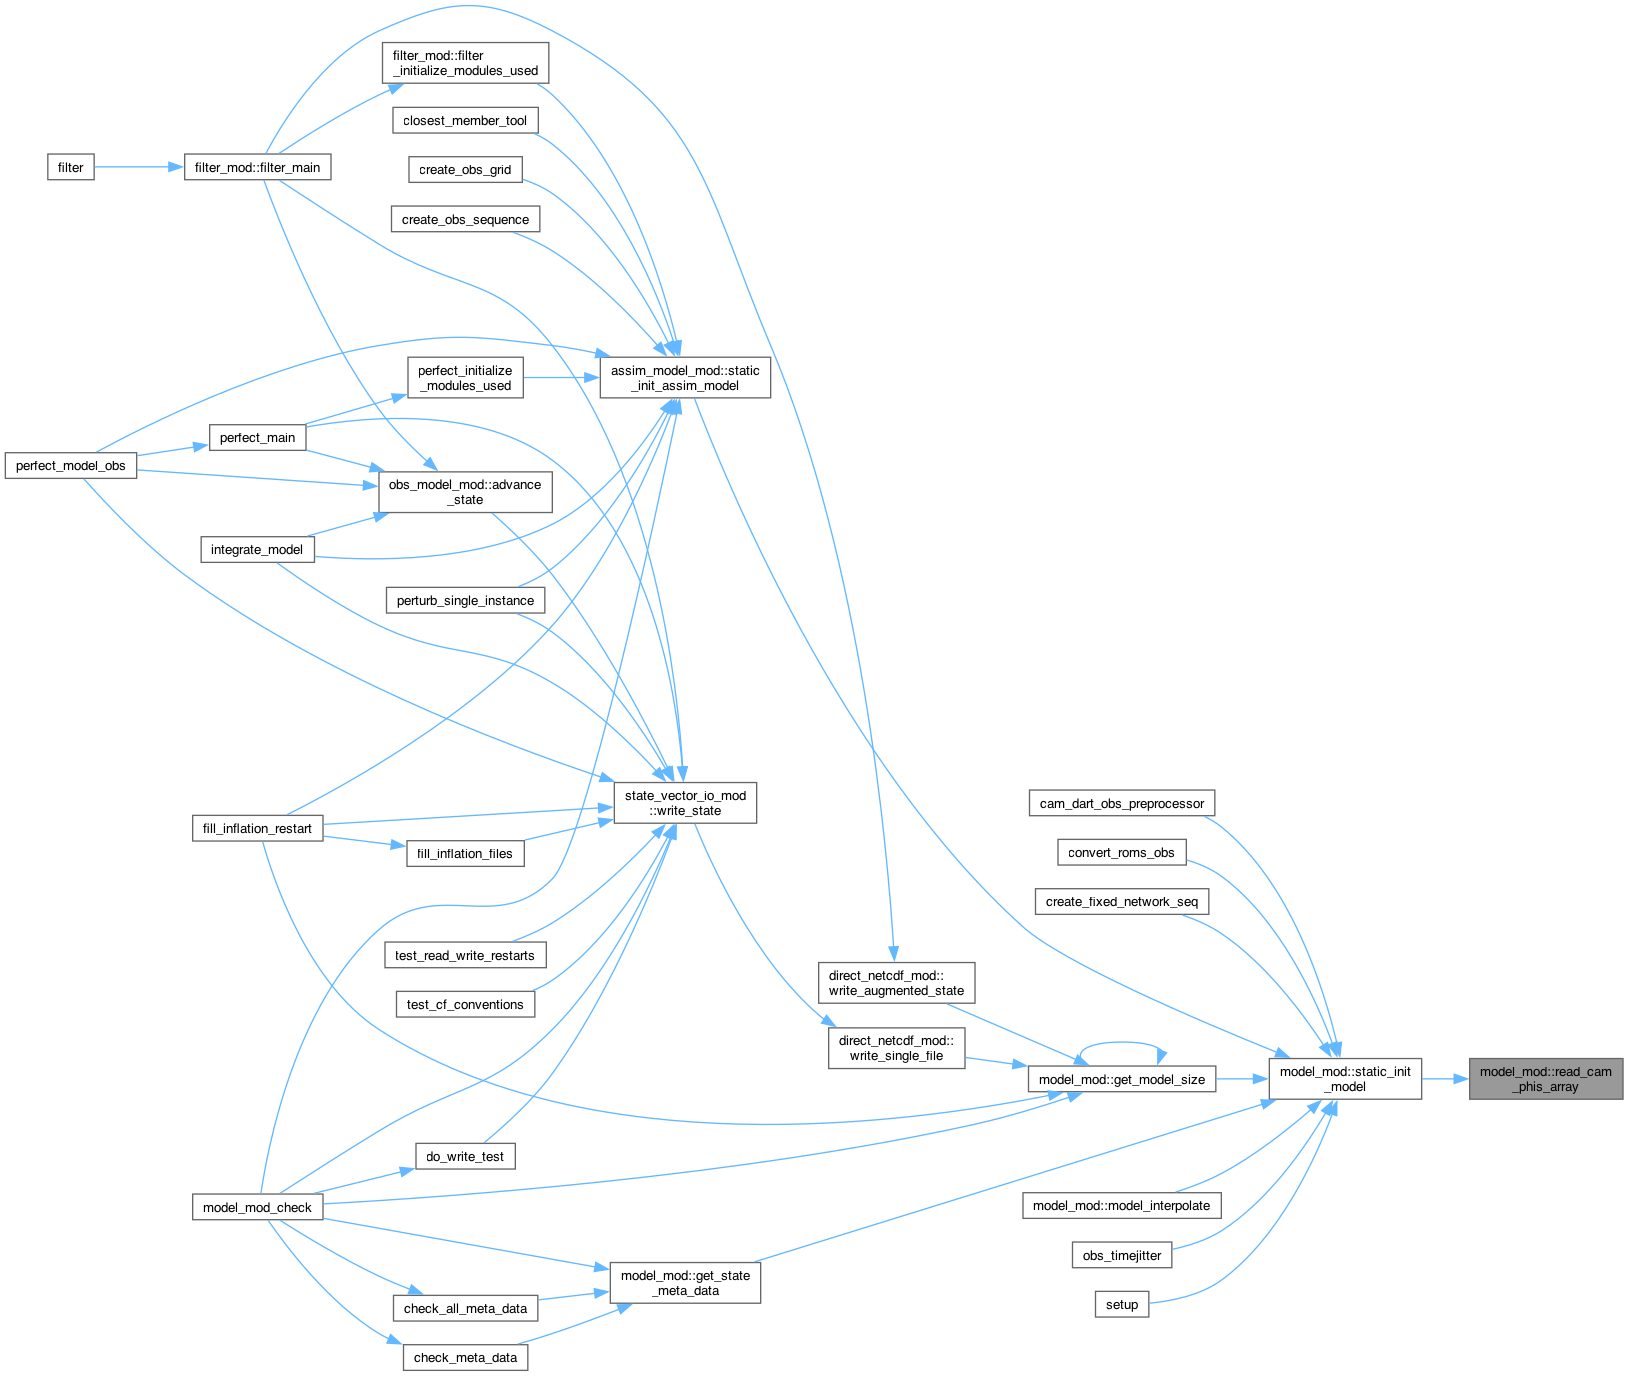 filter_mod::filter
_initialize_modules_used
closest_member_tool
filter
filter_mod::filter_main
create_obs_grid
create_obs_sequence
perfect_initialize
_modules_used
assim_model_mod::static
_init_assim_model
perfect_main
perfect_model_obs
obs_model_mod::advance
_state
integrate_model
perturb_single_instance
state_vector_io_mod
::write_state
cam_dart_obs_preprocessor
fill_inflation_restart
fill_inflation_files
convert_roms_obs
create_fixed_network_seq
test_read_write_restarts
direct_netcdf_mod::
write_augmented_state
test_cf_conventions
direct_netcdf_mod::
write_single_file
model_mod::get_model_size
model_mod::static_init
_model
model_mod::read_cam
_phis_array
do_write_test
model_mod_check
model_mod::model_interpolate
obs_timejitter
model_mod::get_state
_meta_data
check_all_meta_data
setup
check_meta_data